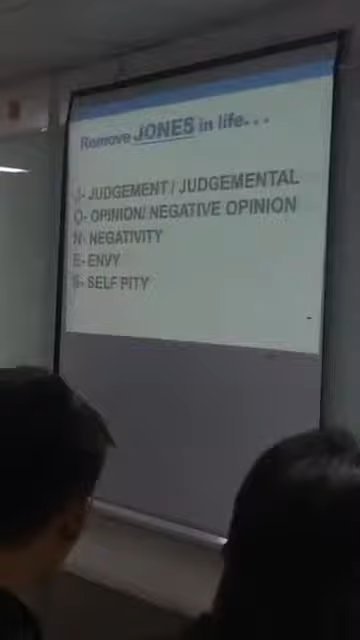 Remove JONES in life...
J- JUDGEMENT / JUDGEMENTAL
O- OPINION/ NEGATIVE OPINION
N- NEGATIVITY
E- ENVY
S- SELF PITY